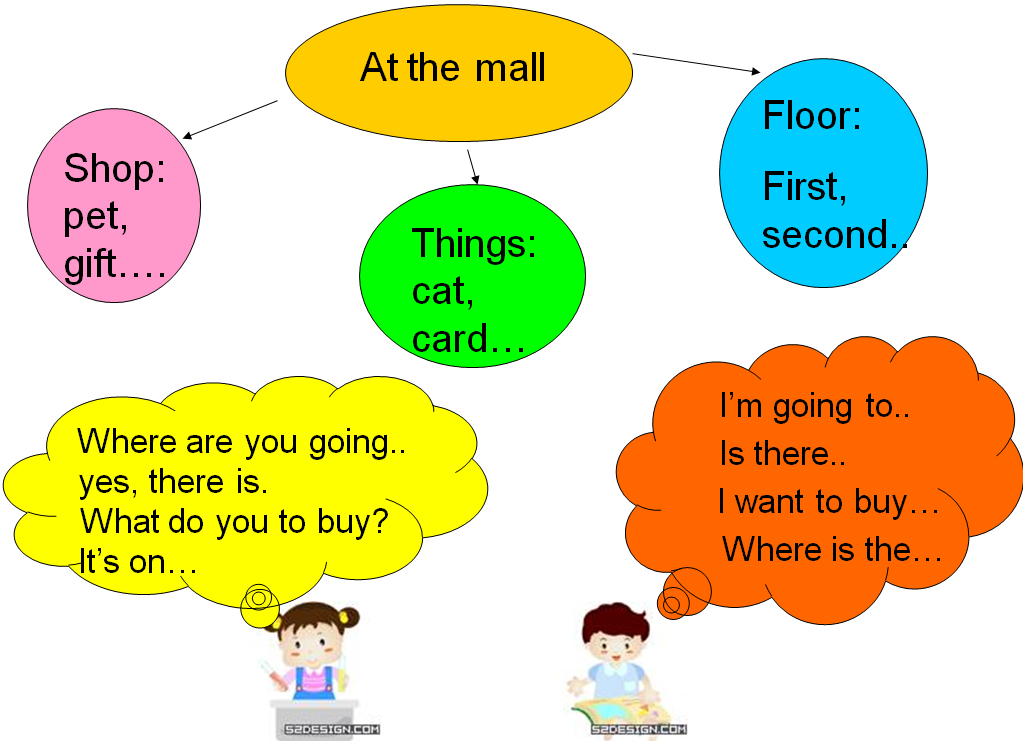 At the mall
Shop:
pet,
gift….
Things:
cat,
card…
Floor:
First,
second..
Where are you going..
yes, there is.
What do you to buy?
It’s on…
I’m going to..
Is there..
I want to buy…
Where is the…
52DESIGN.COM
52DESIGN.COM